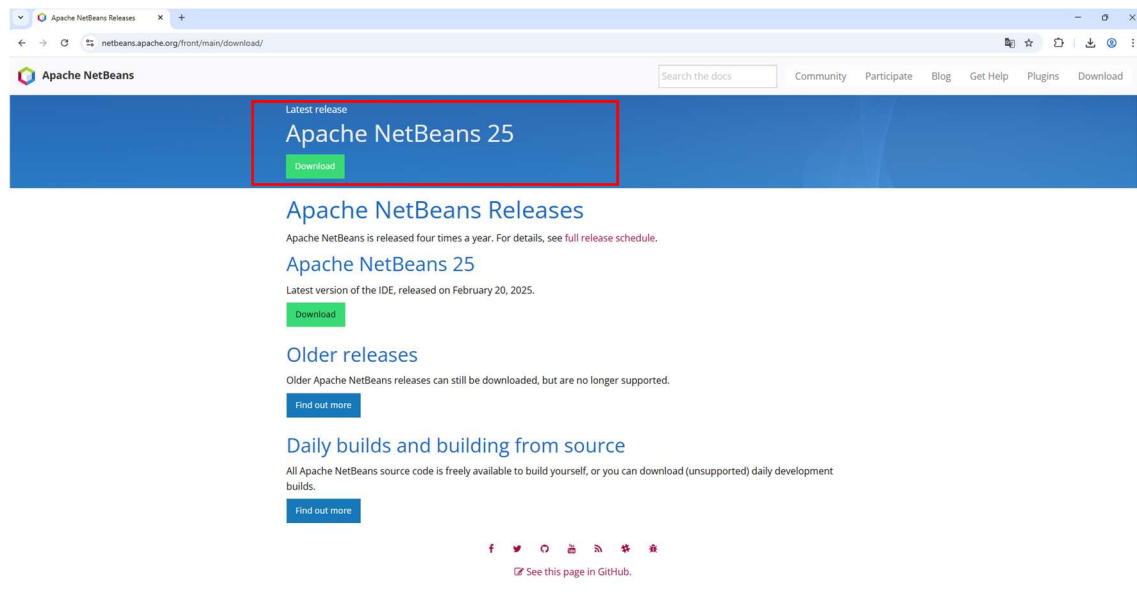 Apache NetBeans Releases
netbeans.apache.org/front/main/download/
Apache NetBeans
Search the docs
Community
Participate
Blog
Get Help
Plugins
Download
Latest release
Apache NetBeans 25
Download
Apache NetBeans Releases
Apache NetBeans is released four times a year. For details, see full release schedule.
Apache NetBeans 25
Latest version of the IDE, released on February 20, 2025.
Download
Older releases
Older Apache NetBeans releases can still be downloaded, but are no longer supported.
Find out more
Daily builds and building from source
All Apache NetBeans source code is freely available to build yourself, or you can download (unsupported) daily development
builds.
Find out more
See this page in GitHub.